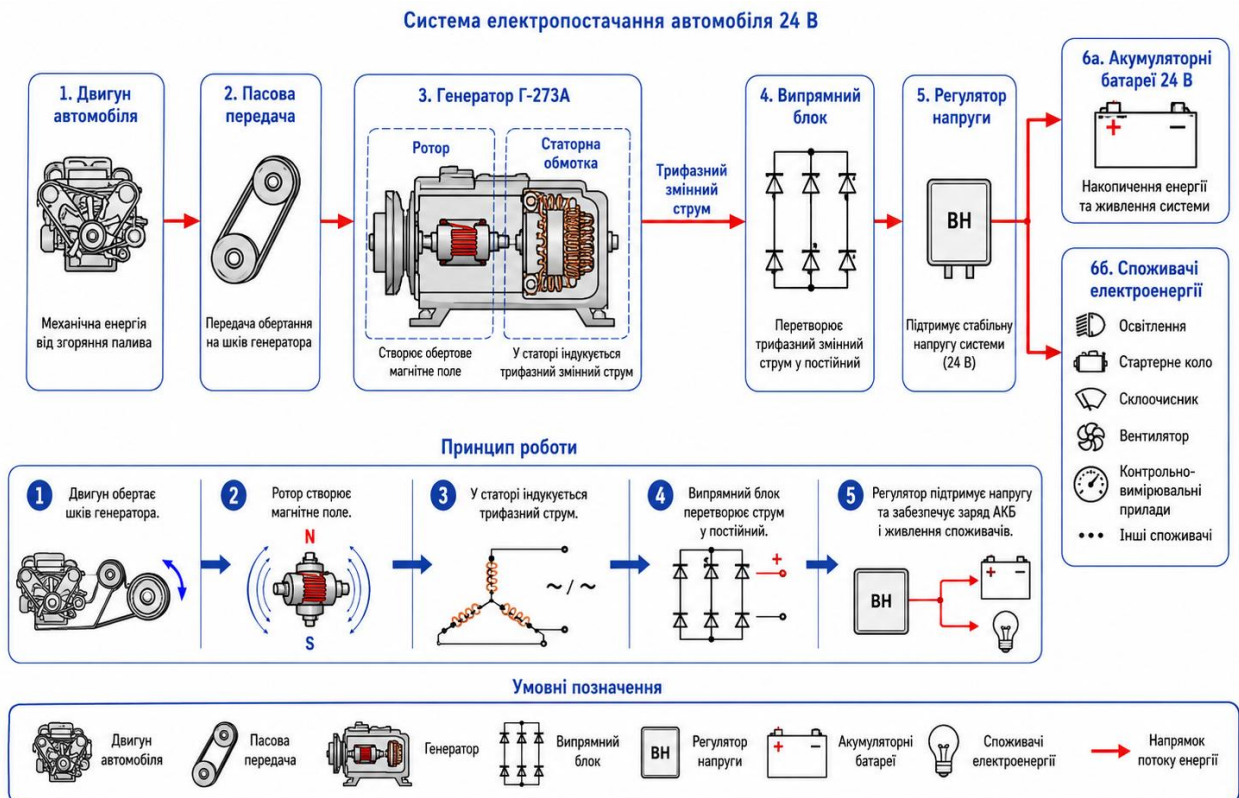 Система електропостачання автомобіля 24 В
1. Двигун
автомобіля
Механічна енергія
від згоряння палива
2. Пасова
передача
Передача обертання
на шків генератора
3. Генератор Г-273А
Ротор
Статорна
обмотка
Створює обертове
магнітне поле
У статорі індукується
трифазний змінний струм
Трифазний
змінний
струм
4. Випрямний
блок
Перетворює
трифазний змінний
струм у постійний
5. Регулятор
напруги
ВН
Підтримує стабільну
напругу системи
(24 В)
6а. Акумуляторні
батареї 24 В
+ −
Накопичення енергії
та живлення системи
6б. Споживачі
електроенергії
Освітлення
Стартерне коло
Склоочисник
Вентилятор
Контрольно-
вимірювальні
прилади
Інші споживачі
Принцип роботи
1
Двигун обертає
шків генератора.
2
Ротор створює
магнітне поле.
N
S
3
У статорі індукується
трифазний струм.
~ / ~
4
Випрямний блок
перетворює струм
у постійний.
+
5
Регулятор підтримує напругу
та забезпечує заряд АКБ
і живлення споживачів.
ВН
+ −
Умовні позначення
Двигун
автомобіля
Пасова
передача
Генератор
Випрямний
блок
ВН
Регулятор
напруги
+ −
Акумуляторні
батареї
Споживачі
електроенергії
Напрямок
потоку енергії